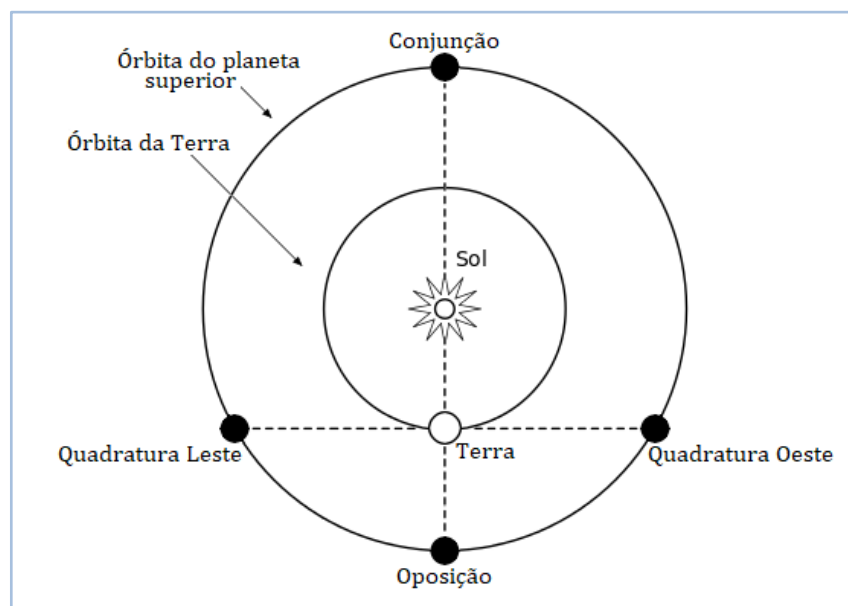 Conjunção
Órbita do planeta
superior
Órbita da Terra
Sol
Quadratura Leste
Terra
Quadratura Oeste
Oposição